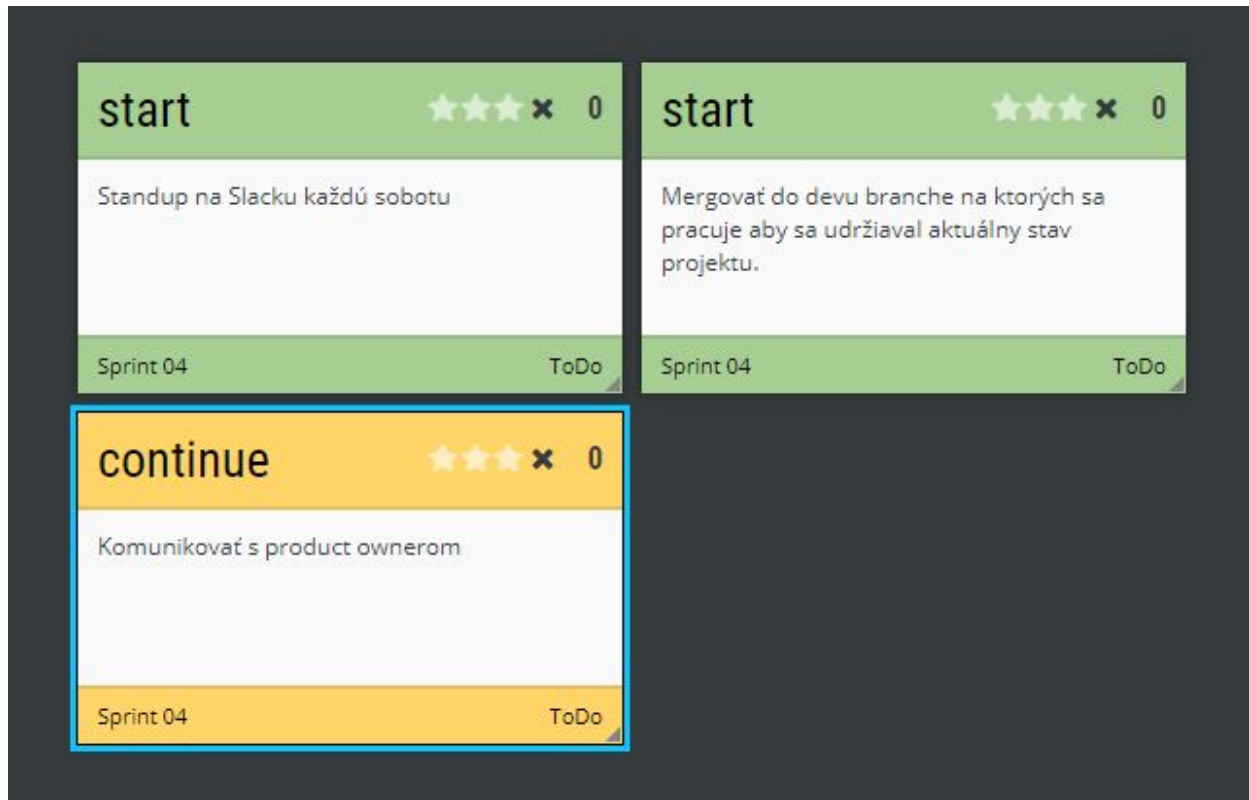 start 0
Standup na Slacku každú sobotu
Sprint 04 ToDo
start 0
Mergovať do devu branche na ktorých sa
pracuje aby sa udržiaval aktuálny stav
projektu.
Sprint 04 ToDo
continue 0
Komunikovať s product ownerom
Sprint 04 ToDo